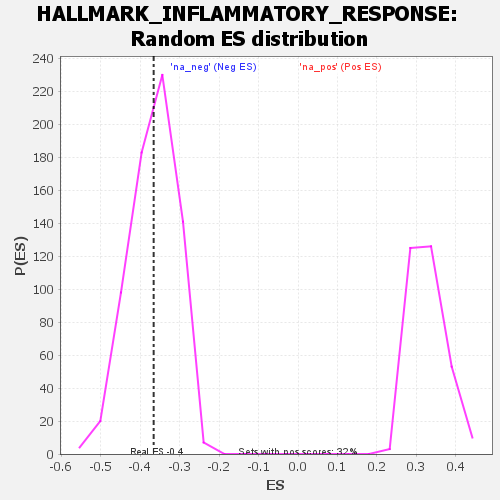 HALLMARK_INFLAMMATORY_RESPONSE:
Random ES distribution
'na_neg' (Neg ES)
'na_pos' (Pos ES)
240
220
200
180
160
140
120
100
80
60
40
20
0
P(ES)
Real ES -0.4
Sets with pos scores: 32%
-0.6 -0.5 -0.4 -0.3 -0.2 -0.1 0.0 0.1 0.2 0.3 0.4
ES